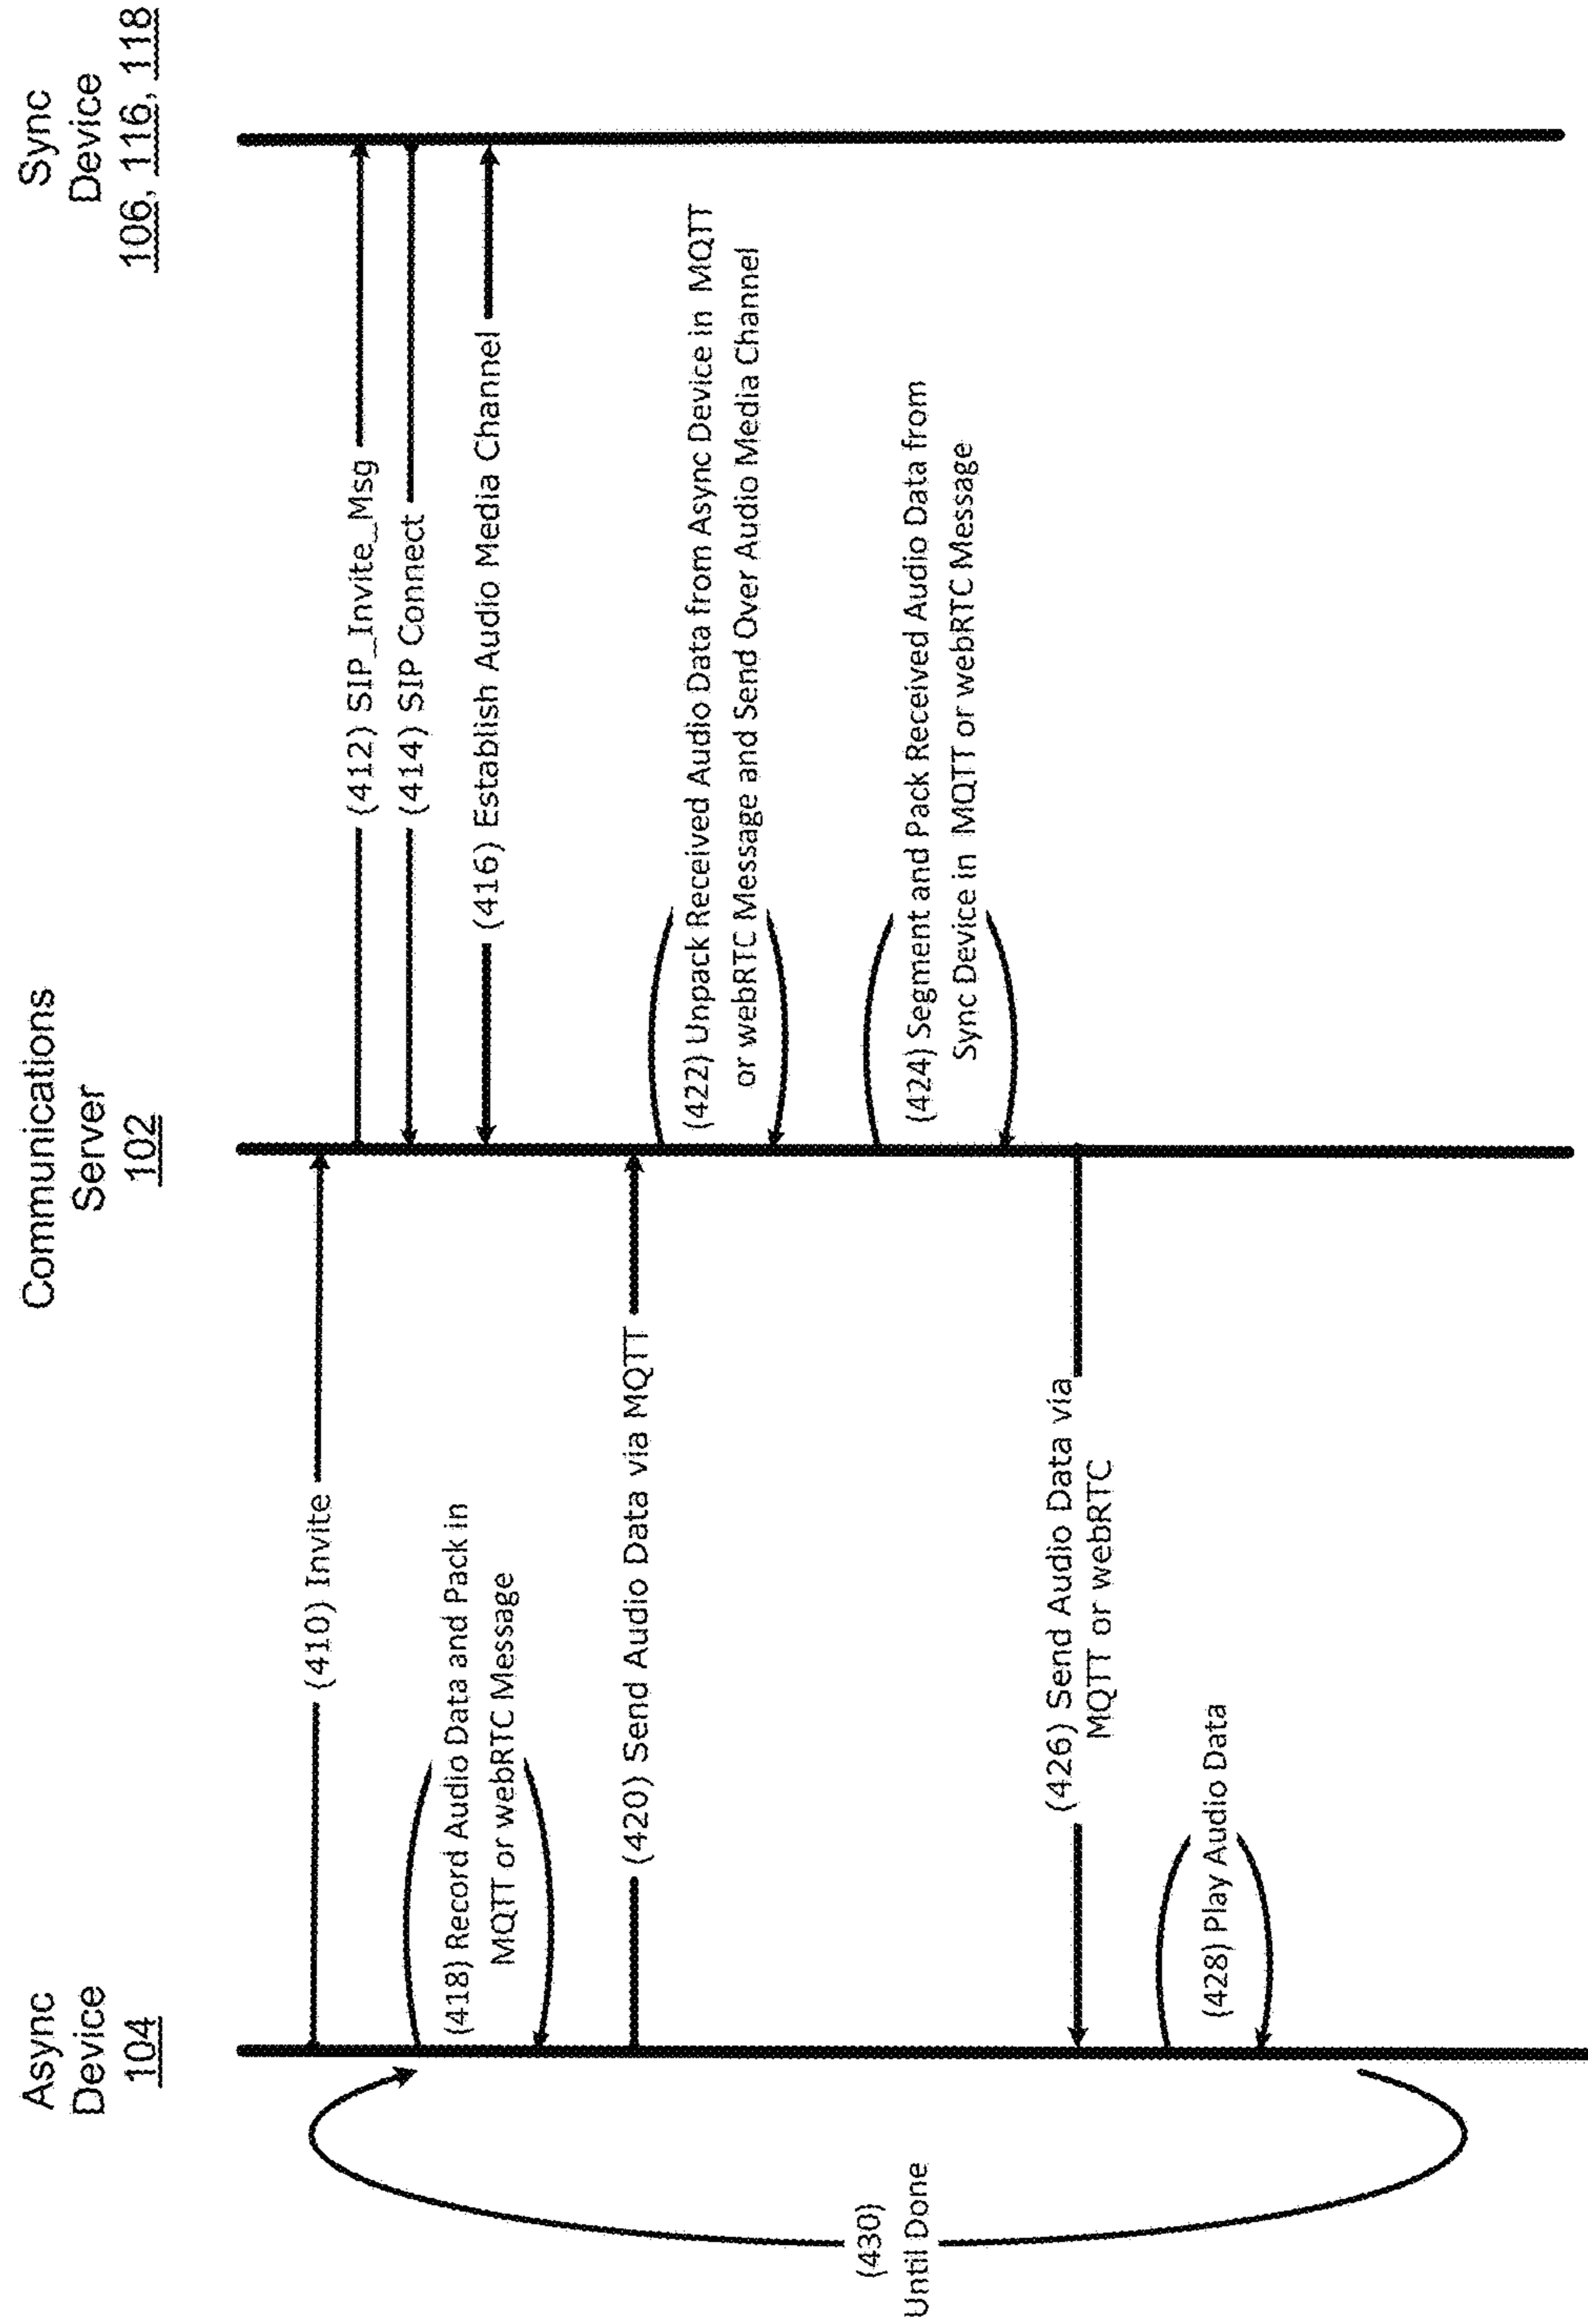 Async
Device
104
Communications
Server
102
Sync
Device
106, 116, 118
(410) Invite
(412) SIP_Invite_Msg
(414) SIP Connect
(416) Establish Audio Media Channel
(418) Record Audio Data and Pack in
MQTT or webRTC Message
(420) Send Audio Data via MQTT
(422) Unpack Received Audio Data from Async Device in MQTT
or webRTC Message and Send Over Audio Media Channel
(424) Segment and Pack Received Audio Data from
Sync Device in MQTT or webRTC Message
(426) Send Audio Data via
MQTT or webRTC
(428) Play Audio Data
(430)
Until Done